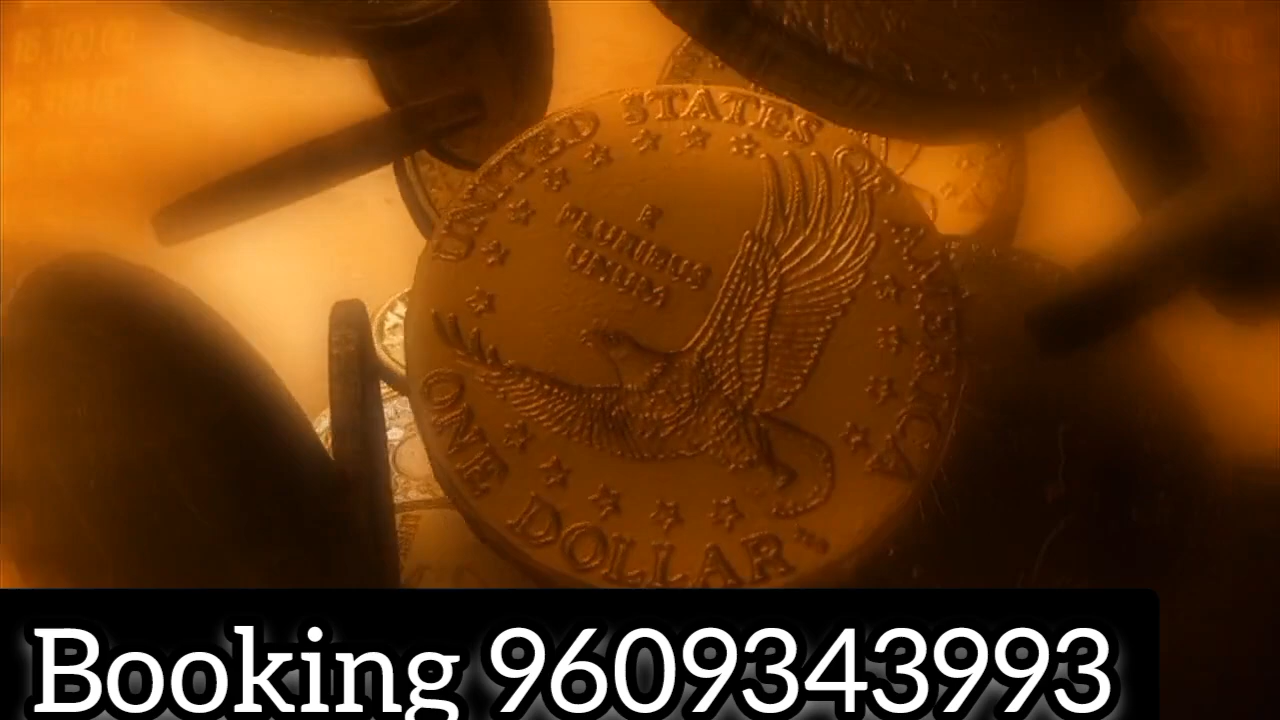 UNITED STATES OF AMERICA
E
PLURIBUS
UNUM
ONE DOLLAR
Booking 9609343993